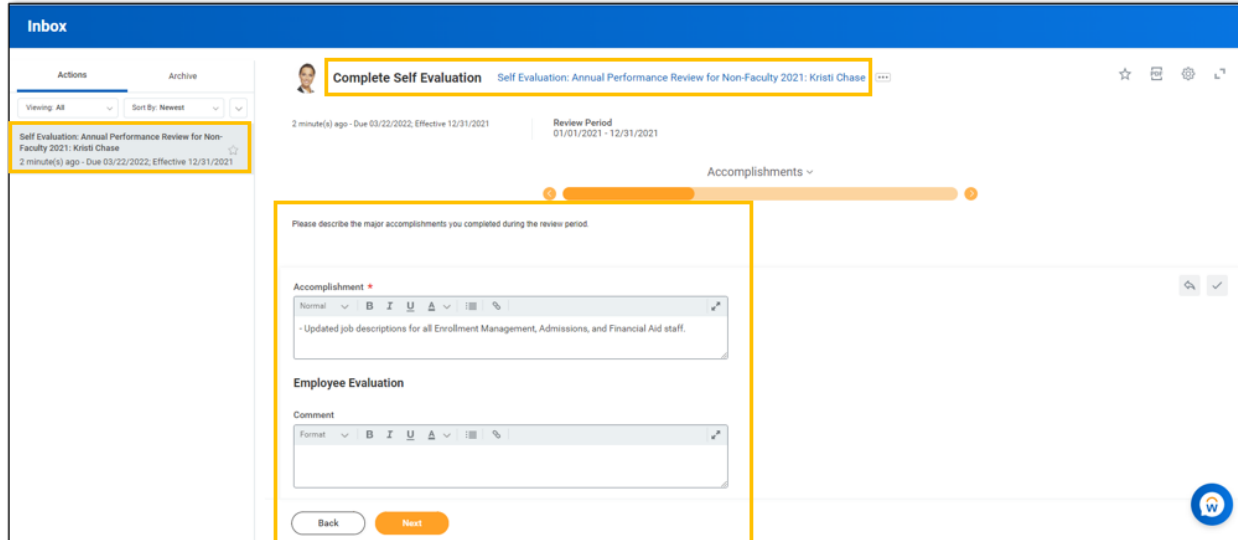 Inbox
Actions
Archive
Viewing: All
Sort By: Newest
Self Evaluation: Annual Performance Review for Non-
Faculty 2021: Kristi Chase
2 minute(s) ago - Due 03/22/2022; Effective 12/31/2021
Complete Self Evaluation Self Evaluation: Annual Performance Review for Non-Faculty 2021: Kristi Chase
PDF
2 minute(s) ago - Due 03/22/2022; Effective 12/31/2021
Review Period
01/01/2021 - 12/31/2021
Accomplishments
Please describe the major accomplishments you completed during the review period.
Accomplishment *
Normal B I U A
- Updated job descriptions for all Enrollment Management, Admissions, and Financial Aid staff.
Employee Evaluation
Comment
Format B I U A
Back
Next
W